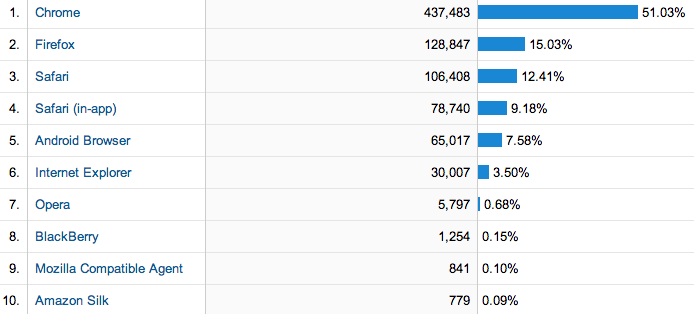 1. Chrome 437,483 51.03%
2. Firefox 128,847 15.03%
3. Safari 106,408 12.41%
4. Safari (in-app) 78,740 9.18%
5. Android Browser 65,017 7.58%
6. Internet Explorer 30,007 3.50%
7. Opera 5,797 0.68%
8. BlackBerry 1,254 0.15%
9. Mozilla Compatible Agent 841 0.10%
10. Amazon Silk 779 0.09%